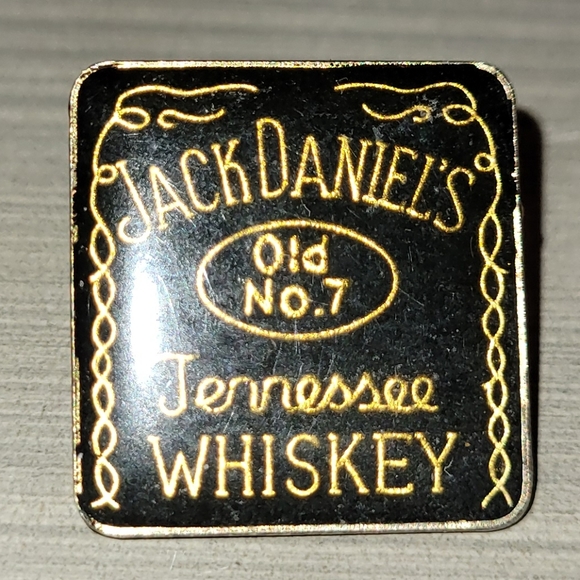 JACK DANIEL'S
Old
No.7
Tennessee
WHISKEY